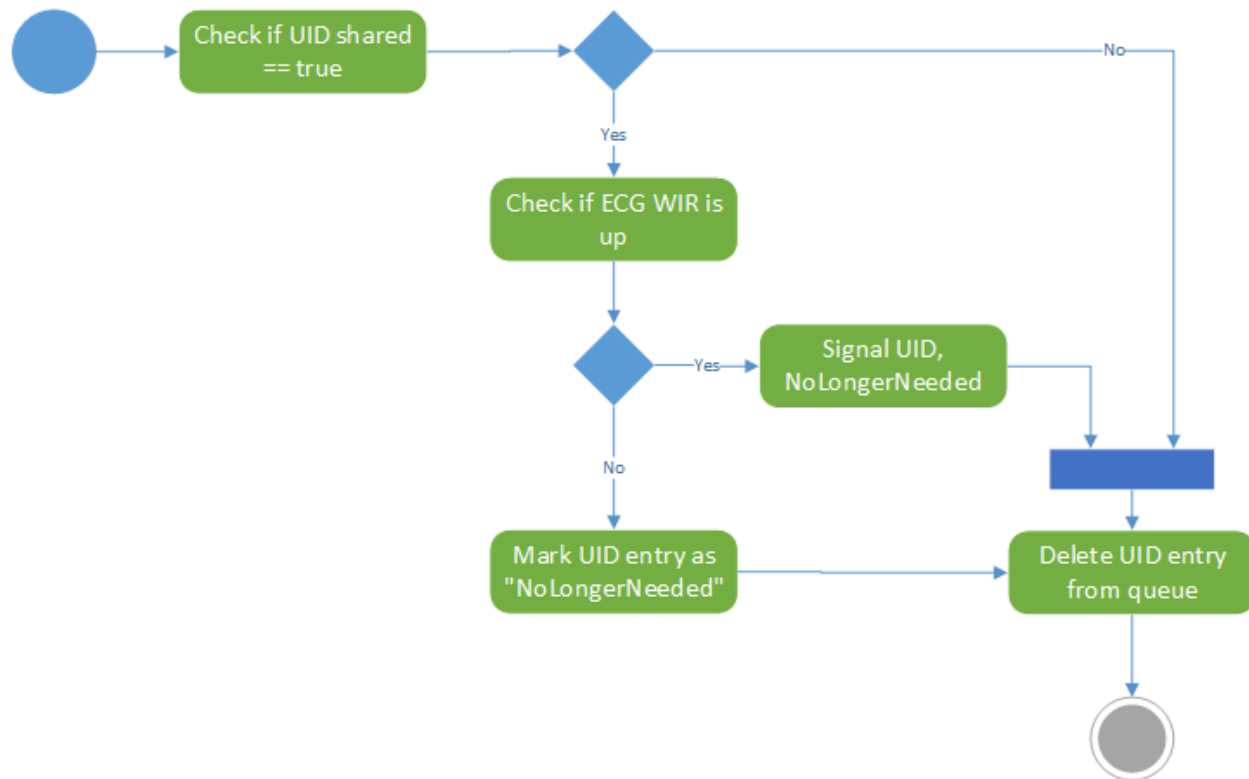 Check if UID shared
== true
No
Yes
Check if ECG WIR is
up
Yes
Signal UID,
NoLongerNeeded
No
Mark UID entry as
"NoLongerNeeded"
Delete UID entry
from queue